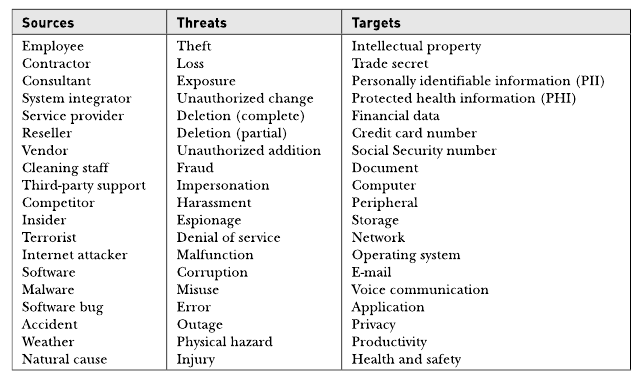 Sources Threats Targets
Employee Theft Intellectual property
Contractor Loss Trade secret
Consultant Exposure Personally identifiable information (PII)
System integrator Unauthorized change Protected health information (PHI)
Service provider Deletion (complete) Financial data
Reseller Deletion (partial) Credit card number
Vendor Unauthorized addition Social Security number
Cleaning staff Fraud Document
Third-party support Impersonation Computer
Competitor Harassment Peripheral
Insider Espionage Storage
Terrorist Denial of service Network
Internet attacker Malfunction Operating system
Software Corruption E-mail
Malware Misuse Voice communication
Software bug Error Application
Accident Outage Privacy
Weather Physical hazard Productivity
Natural cause Injury Health and safety